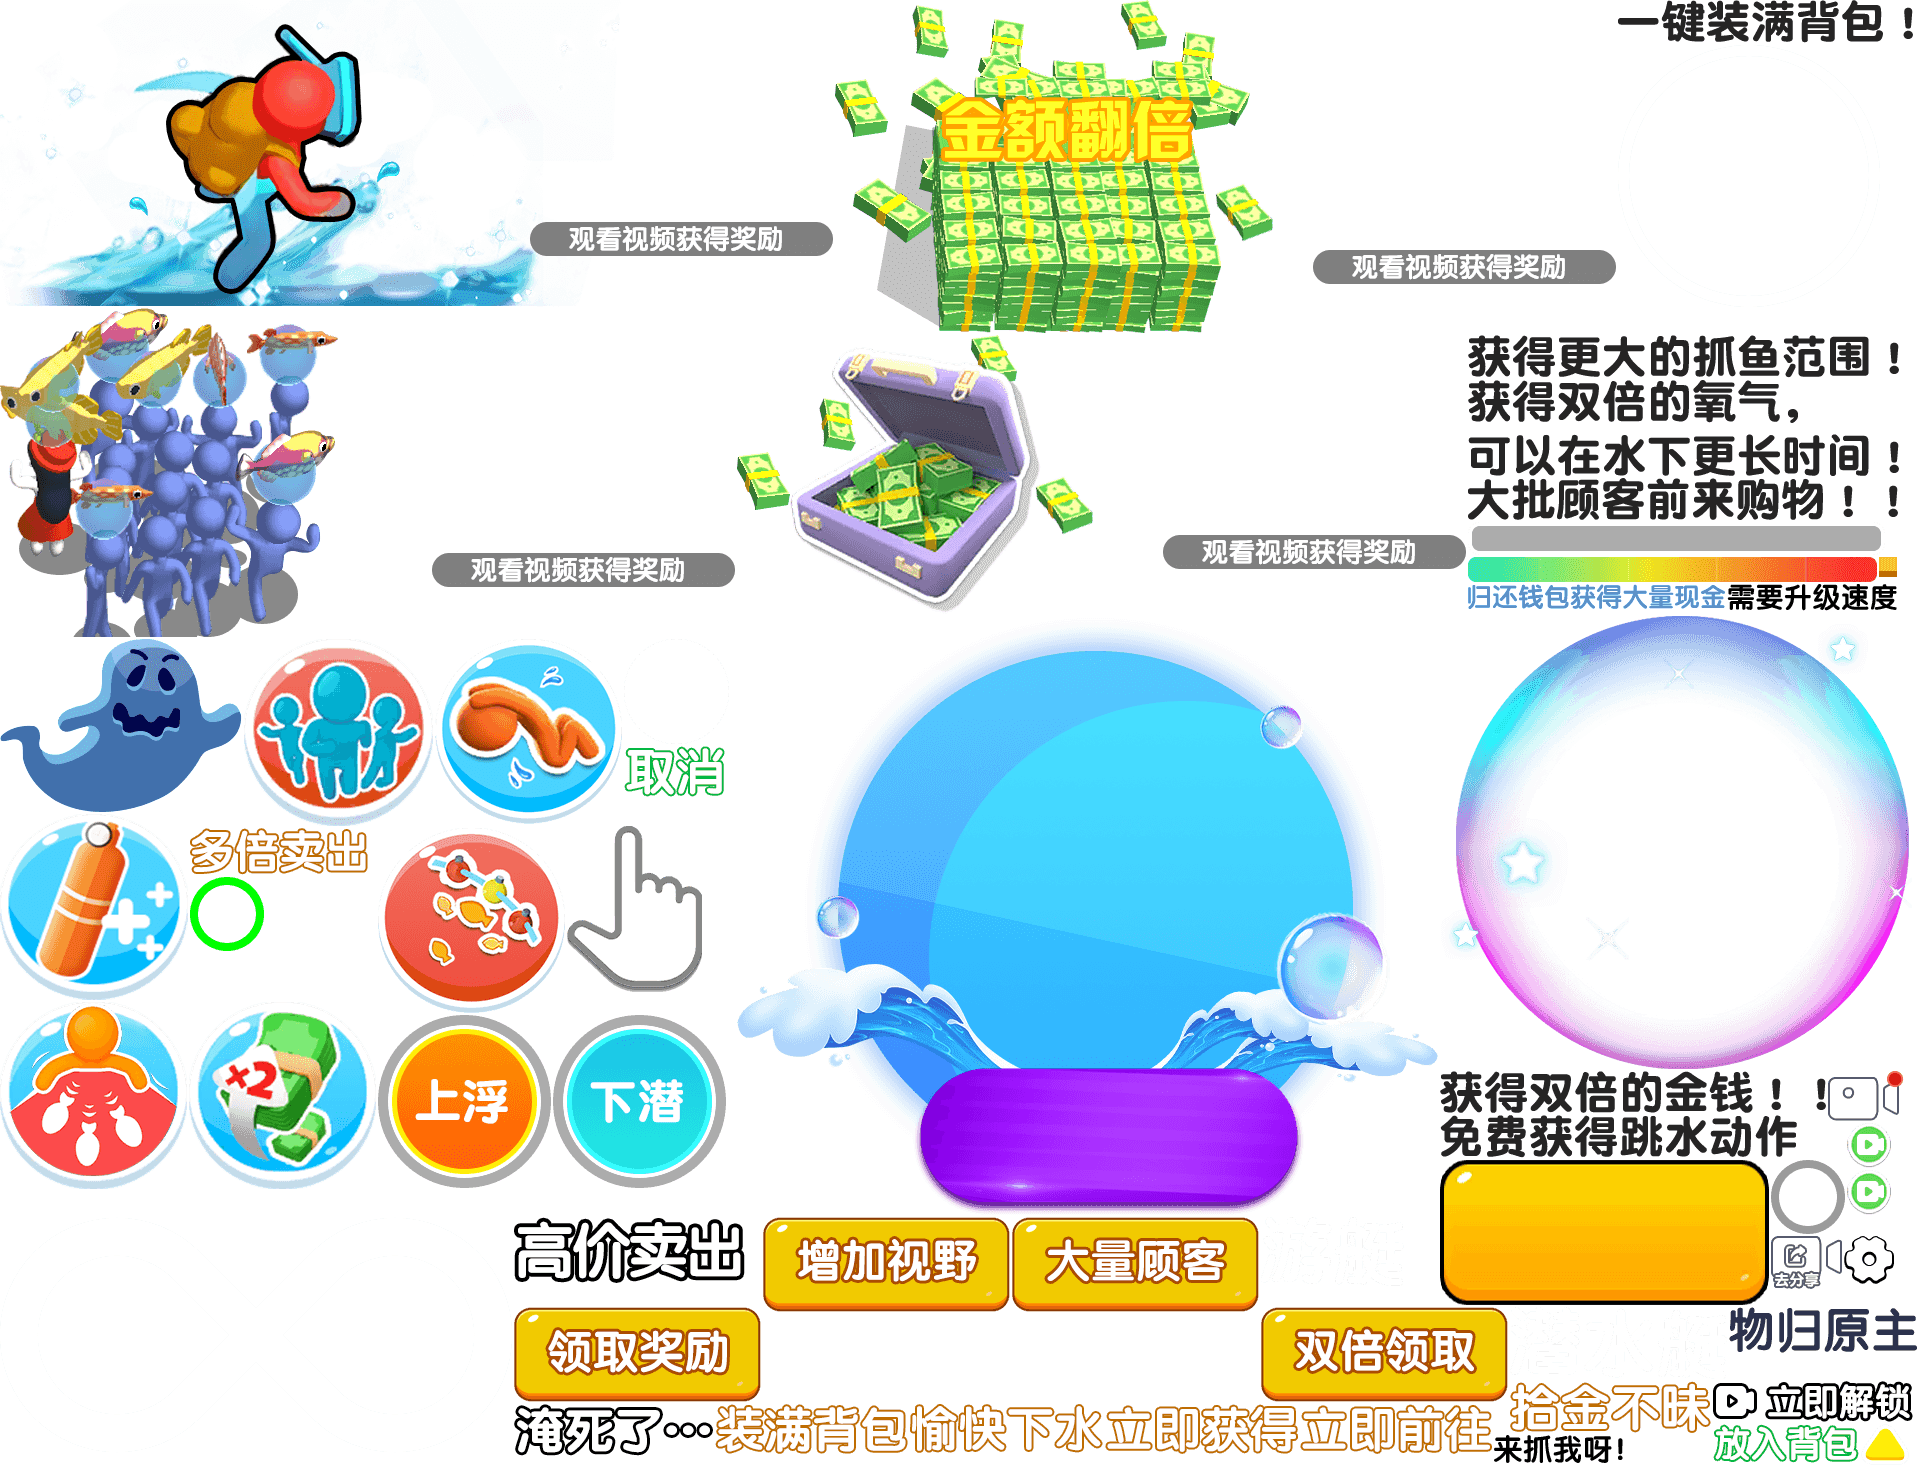 一键装满背包！
金额翻倍
观看视频获得奖励
观看视频获得奖励
获得更大的抓鱼范围！
获得双倍的氧气，
可以在水下更长时间！
大批顾客前来购物！！
观看视频获得奖励
观看视频获得奖励
归还钱包获得大量现金
需要升级速度
取消
多倍卖出
×2
上浮
下潜
获得双倍的金钱！！
免费获得跳水动作
去分享
高价卖出
增加视野
大量顾客
领取奖励
双倍领取
物归原主
淹死了…
装满背包愉快下水立即获得立即前往
拾金不昧
立即解锁
来抓我呀！
放入背包